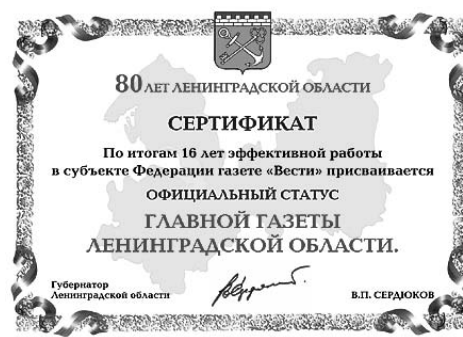 80 ЛЕТ ЛЕНИНГРАДСКОЙ ОБЛАСТИ
СЕРТИФИКАТ
По итогам 16 лет эффективной работы
в субъекте Федерации газете «Вести» присваивается
ОФИЦИАЛЬНЫЙ СТАТУС
ГЛАВНОЙ ГАЗЕТЫ
ЛЕНИНГРАДСКОЙ ОБЛАСТИ.
Губернатор
Ленинградской области
В.П. СЕРДЮКОВ